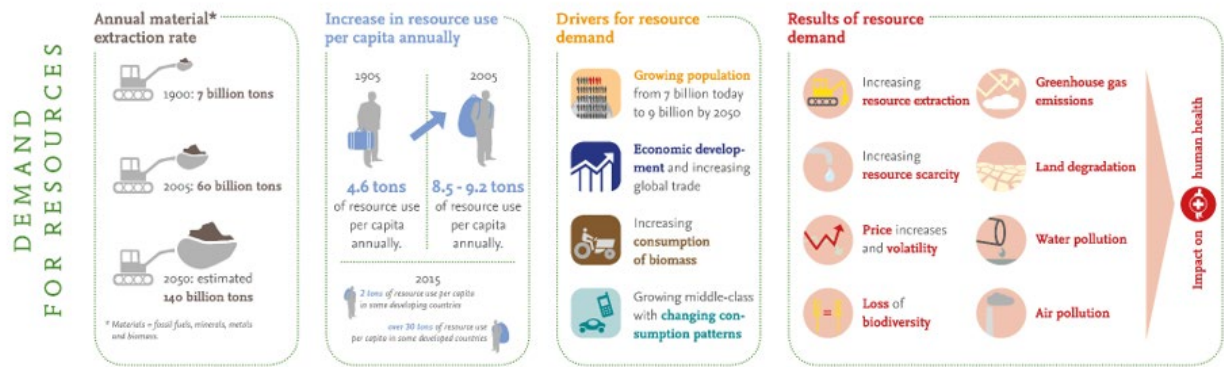 DEMAND
FOR RESOURCES
Annual material*
extraction rate
1900: 7 billion tons
2005: 60 billion tons
2050: estimated
140 billion tons
* Materials = fossil fuels, minerals, metals
and biomass.
Increase in resource use
per capita annually
1905
2005
4.6 tons
of resource use
per capita
annually.
8.5 - 9.2 tons
of resource use
per capita
annually.
2015
2 tons of resource use per capita
in some developing countries
over 30 tons of resource use
per capita in some developed countries
Drivers for resource
demand
Growing population
from 7 billion today
to 9 billion by 2050
Economic develop-
ment and increasing
global trade
Increasing
consumption
of biomass
Growing middle-class
with changing con-
sumption patterns
Results of resource
demand
Increasing
resource extraction
Increasing
resource scarcity
Price increases
and volatility
Loss of
biodiversity
Greenhouse gas
emissions
Land degradation
Water pollution
Air pollution
Impact on human health